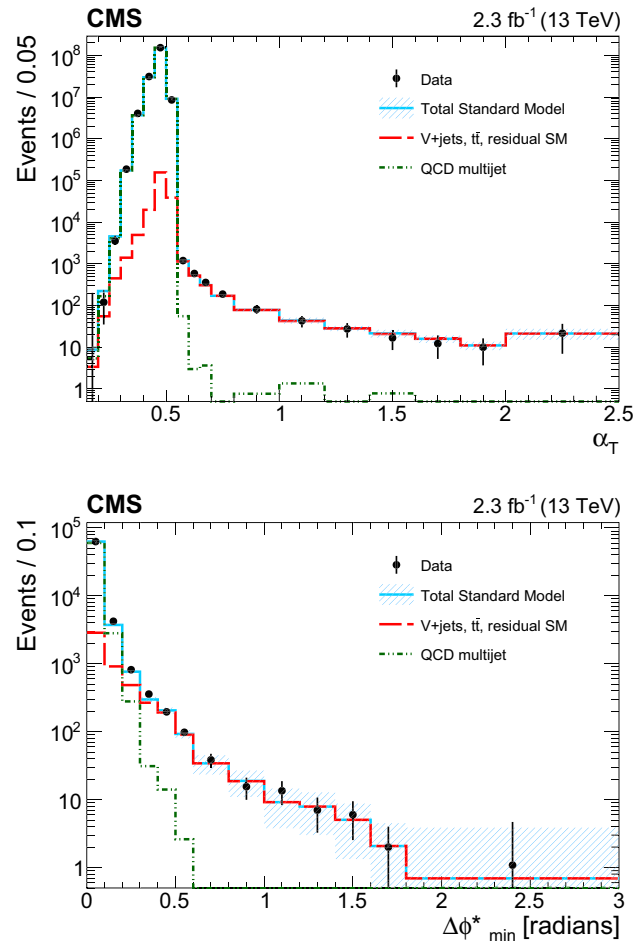 CMS 2.3 fb⁻¹ (13 TeV)
Events / 0.05
10⁸
10⁷
10⁶
10⁵
10⁴
10³
10²
10
1
Data
Total Standard Model
V+jets, tt̄, residual SM
QCD multijet
0.5 1 1.5 2 2.5
α_T
CMS 2.3 fb⁻¹ (13 TeV)
Events / 0.1
10⁵
10⁴
10³
10²
10
1
Data
Total Standard Model
V+jets, tt̄, residual SM
QCD multijet
0 0.5 1 1.5 2 2.5 3
Δϕ*_min [radians]